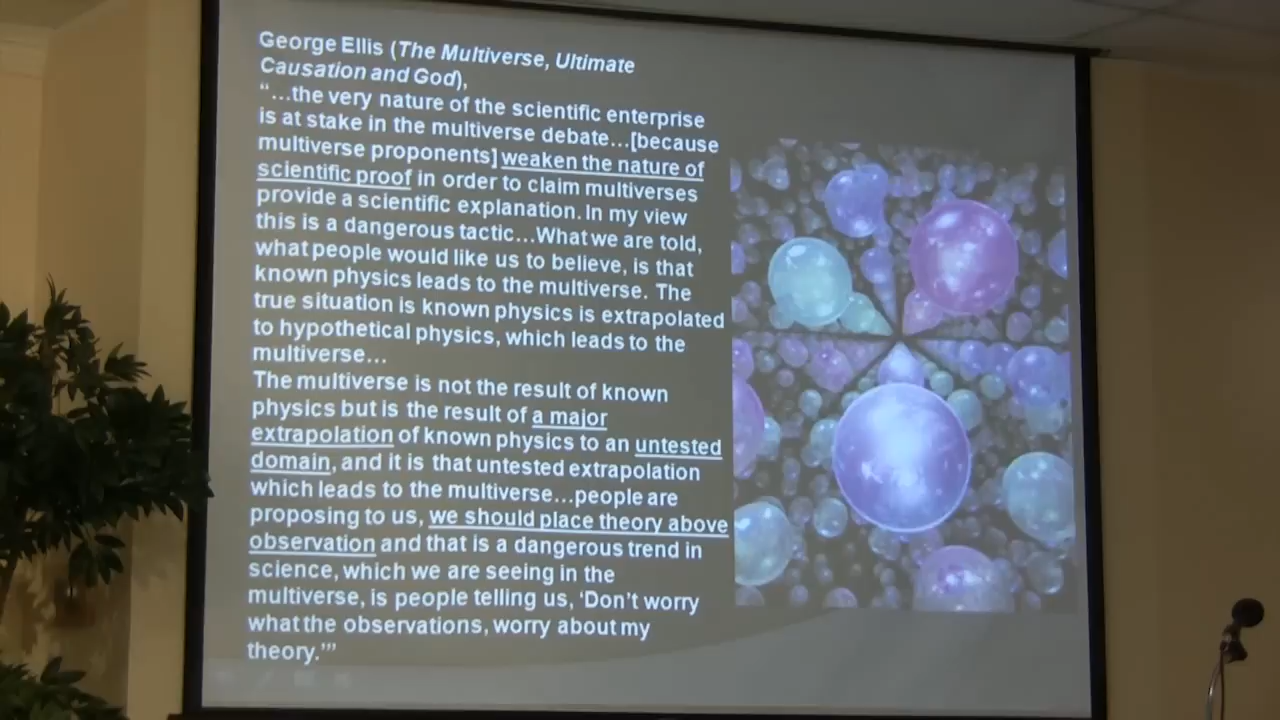 George Ellis (The Multiverse, Ultimate
Causation and God),
“…the very nature of the scientific enterprise
is at stake in the multiverse debate…[because
multiverse proponents] weaken the nature of
scientific proof in order to claim multiverses
provide a scientific explanation. In my view
this is a dangerous tactic…What we are told,
what people would like us to believe, is that
known physics leads to the multiverse. The
true situation is known physics is extrapolated
to hypothetical physics, which leads to the
multiverse…
The multiverse is not the result of known
physics but is the result of a major
extrapolation of known physics to an untested
domain, and it is that untested extrapolation
which leads to the multiverse…people are
proposing to us, we should place theory above
observation and that is a dangerous trend in
science, which we are seeing in the
multiverse, is people telling us, ‘Don’t worry
what the observations, worry about my
theory.’”